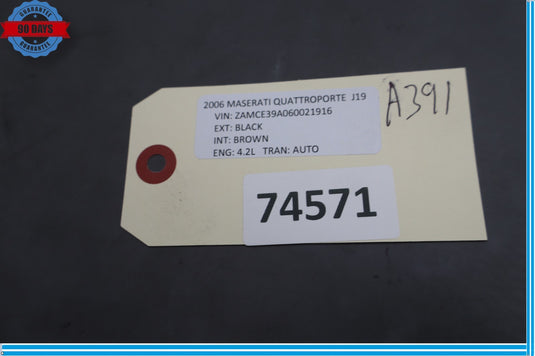 GUARANTEE
90 DAYS
GUARANTEE
2006 MASERATI QUATTROPORTE J19
VIN: ZAMCE39A060021916
EXT: BLACK
INT: BROWN
ENG: 4.2L TRAN: AUTO
A391
74571